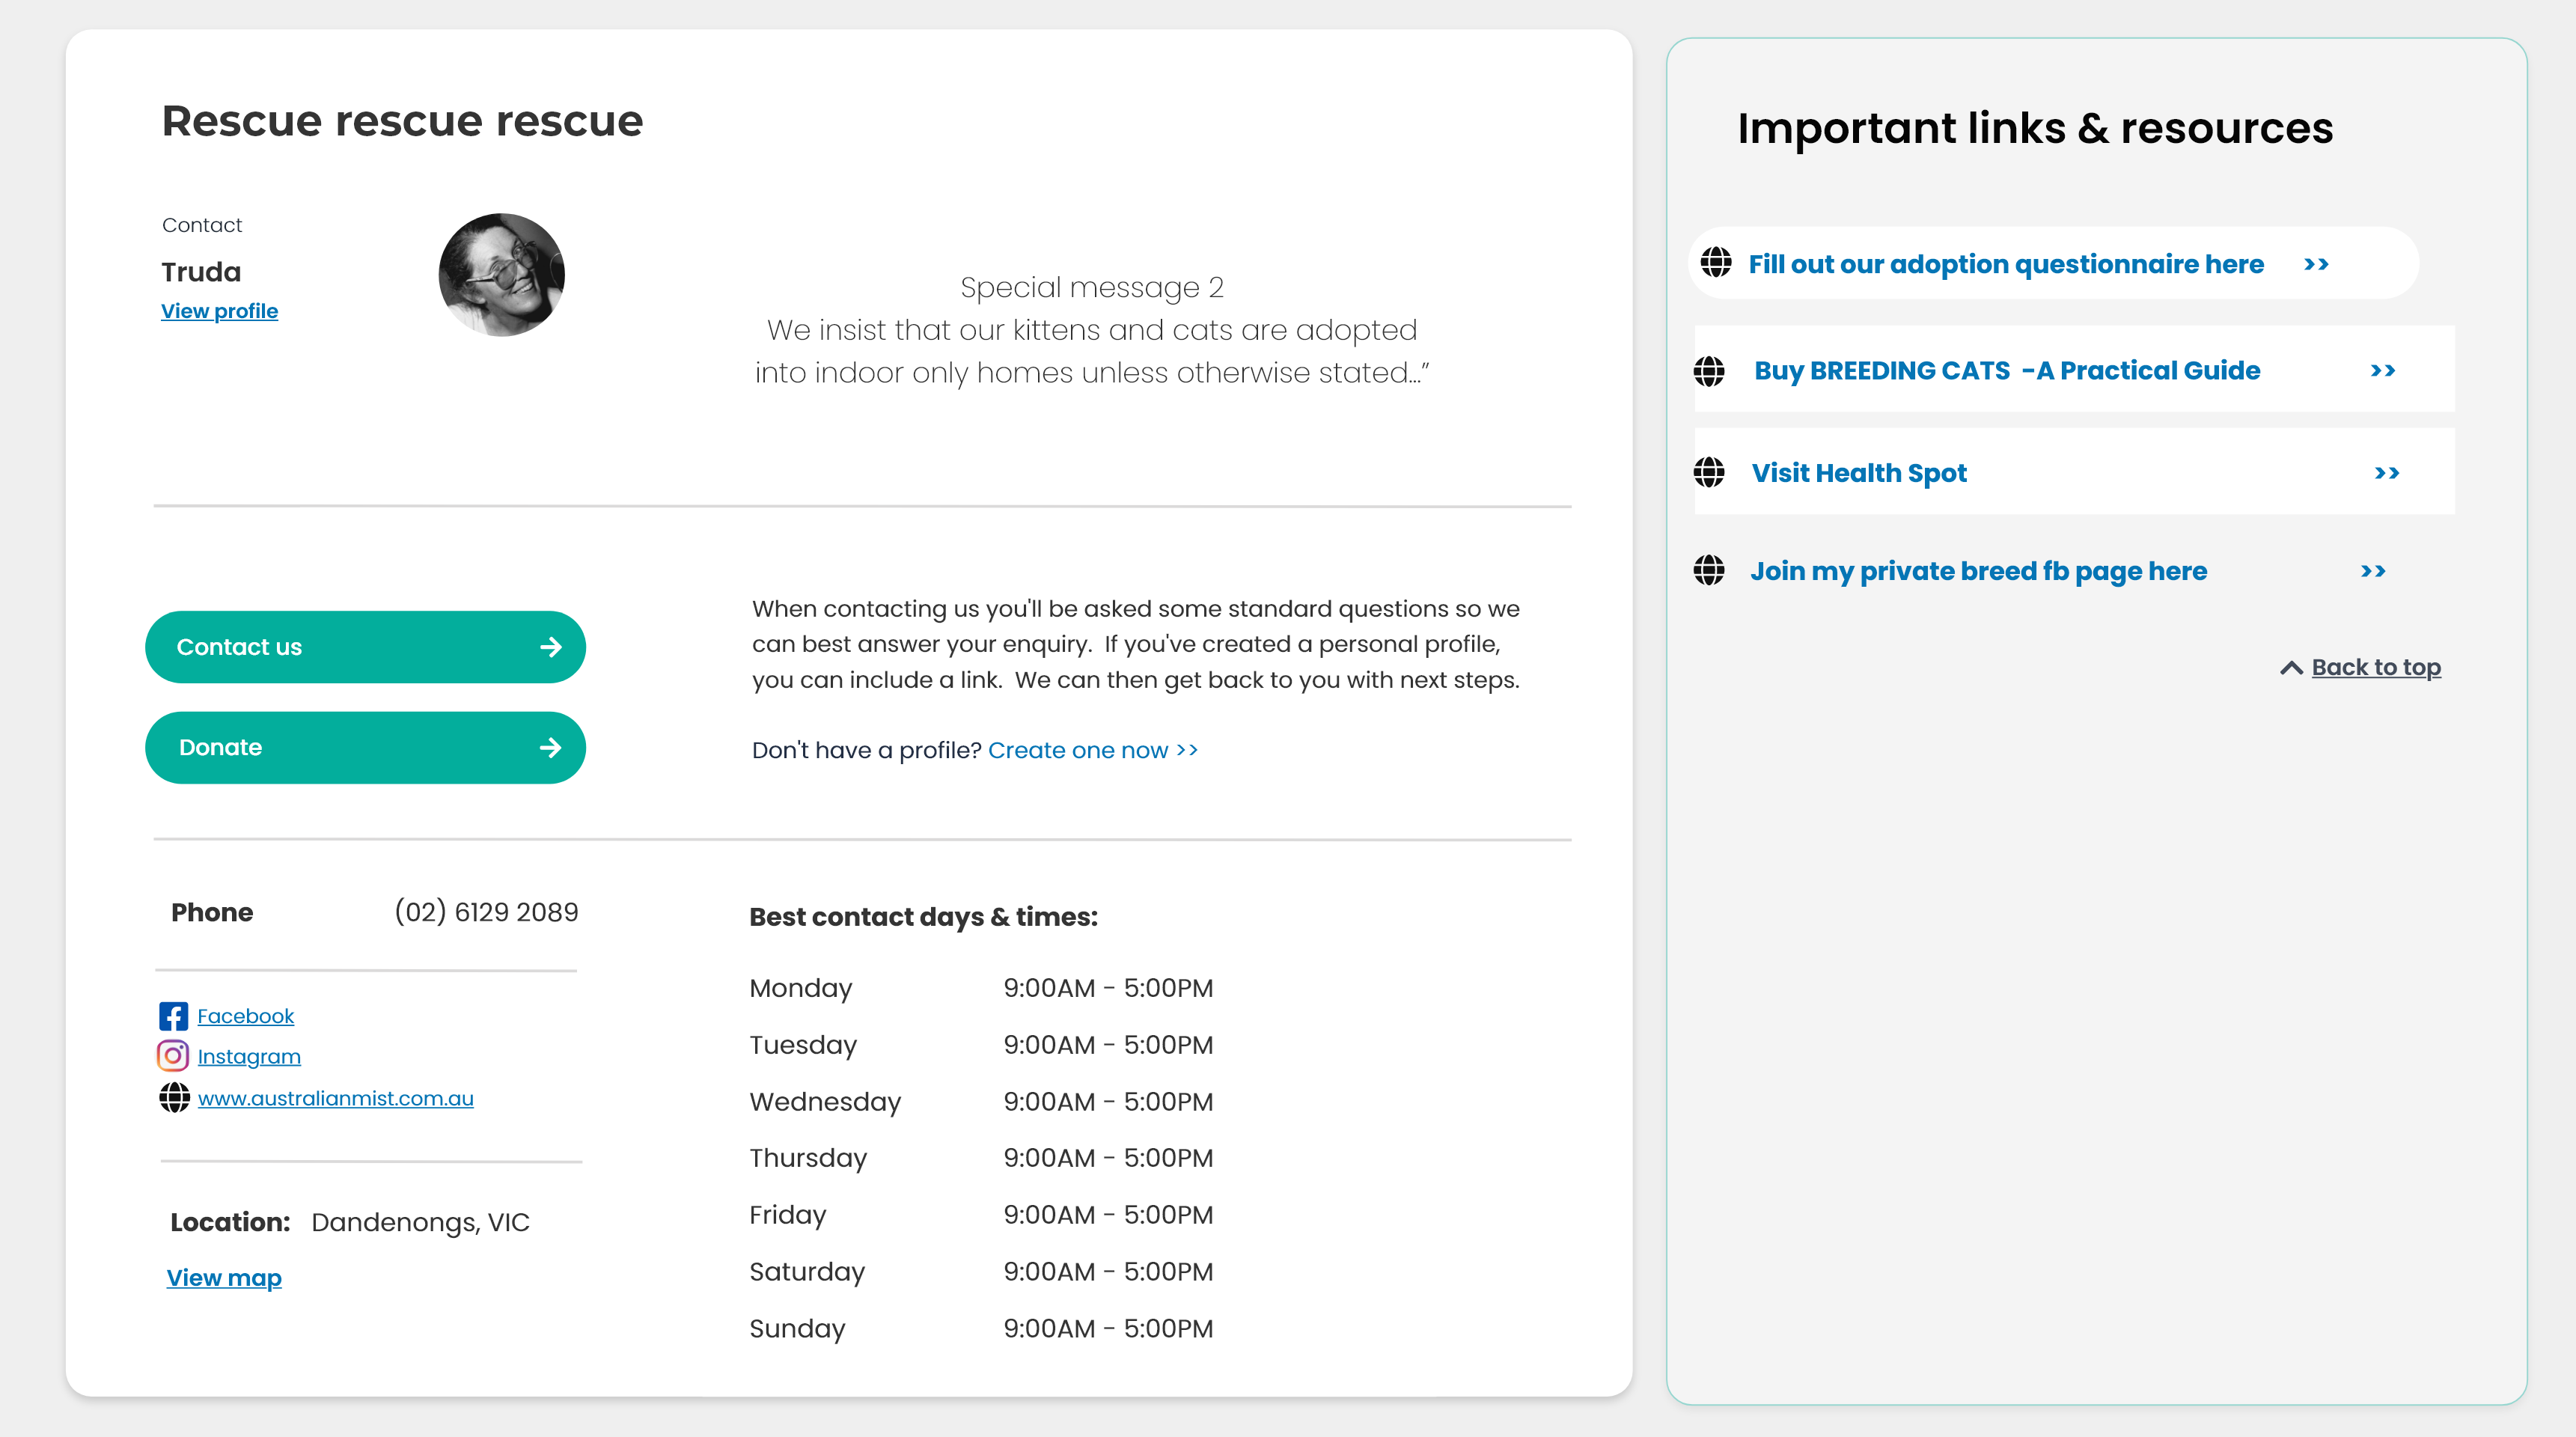 Rescue rescue rescue
Contact
Truda
View profile
Special message 2
We insist that our kittens and cats are adopted
into indoor only homes unless otherwise stated...”
Contact us
Donate
When contacting us you'll be asked some standard questions so we
can best answer your enquiry.  If you've created a personal profile,
you can include a link.  We can then get back to you with next steps.
Don't have a profile? Create one now >>
Phone (02) 6129 2089
Facebook
Instagram
www.australianmist.com.au
Location: Dandenongs, VIC
View map
Best contact days & times:
Monday 9:00AM - 5:00PM
Tuesday 9:00AM - 5:00PM
Wednesday 9:00AM - 5:00PM
Thursday 9:00AM - 5:00PM
Friday 9:00AM - 5:00PM
Saturday 9:00AM - 5:00PM
Sunday 9:00AM - 5:00PM
Important links & resources
Fill out our adoption questionnaire here >>
Buy BREEDING CATS  -A Practical Guide >>
Visit Health Spot >>
Join my private breed fb page here >>
Back to top